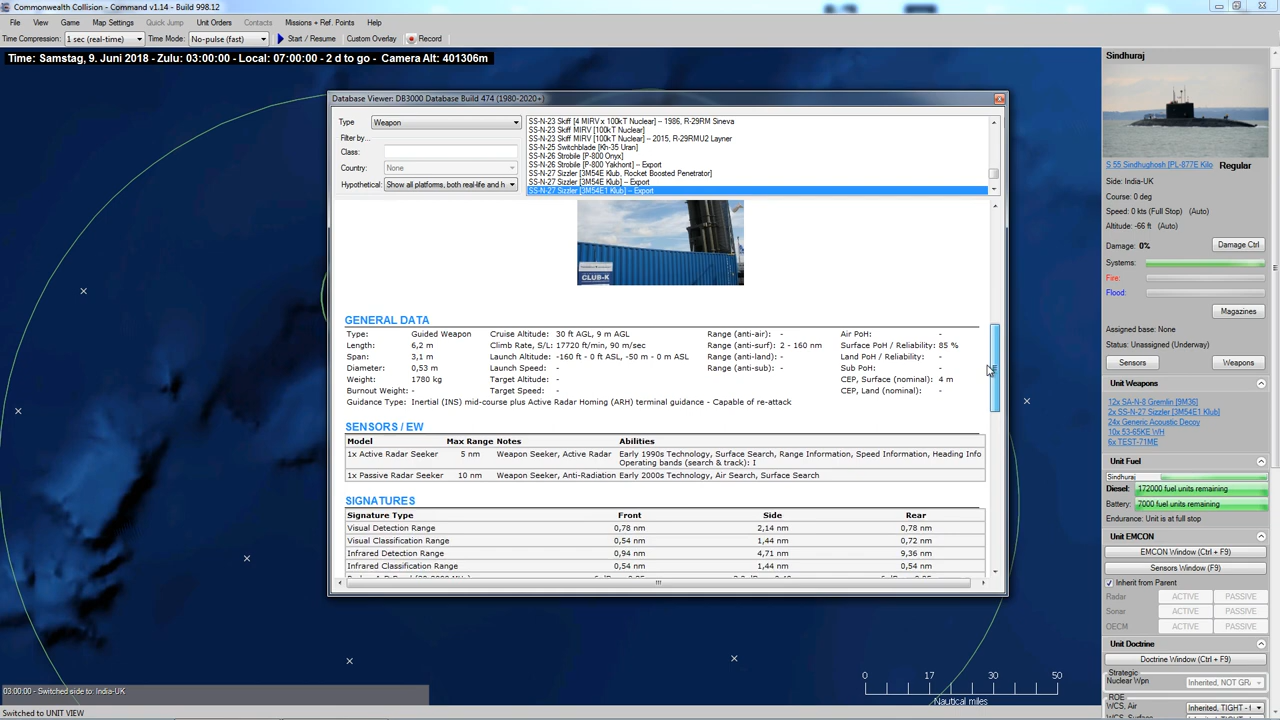 Commonwealth Collision - Command v1.14 - Build 998.12
File View Game Map Settings Quick Jump Unit Orders Contacts Missions + Ref. Points Help
Time Compression: 1 sec (real-time) Time Mode: No-pulse (fast) Start / Resume Custom Overlay Record
Time: Samstag, 9. Juni 2018 - Zulu: 03:00:00 - Local: 07:00:00 - 2 d to go - Camera Alt: 401306m
Database Viewer: DB3000 Database Build 474 (1980-2020+)
Type Weapon
Filter by...
Class:
Country: None
Hypothetical: Show all platforms, both real-life and h
SS-N-23 Skiff [4 MIRV x 100kT Nuclear] -- 1986, R-29RM Sineva
SS-N-23 Skiff MIRV [100kT Nuclear]
SS-N-23 Skiff MIRV [100kT Nuclear] -- 2015, R-29RMU2 Layner
SS-N-25 Switchblade [Kh-35 Uran]
SS-N-26 Strobile [P-800 Onyx]
SS-N-26 Strobile [P-800 Yakhont] -- Export
SS-N-27 Sizzler [3M54E Klub, Rocket Boosted Penetrator]
SS-N-27 Sizzler [3M54E Klub] -- Export
SS-N-27 Sizzler [3M54E1 Klub] -- Export
CLUB-K
GENERAL DATA
Type: Guided Weapon Cruise Altitude: 30 ft AGL, 9 m AGL Range (anti-air): - Air PoH: -
Length: 6,2 m Climb Rate, S/L: 17720 ft/min, 90 m/sec Range (anti-surf): 2 - 160 nm Surface PoH / Reliability: 85 %
Span: 3,1 m Launch Altitude: -160 ft - 0 ft ASL, -50 m - 0 m ASL Range (anti-land): - Land PoH / Reliability: -
Diameter: 0,53 m Launch Speed: - Range (anti-sub): - Sub PoH: -
Weight: 1780 kg Target Altitude: - CEP, Surface (nominal): 4 m
Burnout Weight: - Target Speed: - CEP, Land (nominal): -
Guidance Type: Inertial (INS) mid-course plus Active Radar Homing (ARH) terminal guidance - Capable of re-attack
SENSORS / EW
Model Max Range Notes Abilities
1x Active Radar Seeker 5 nm Weapon Seeker, Active Radar Early 1990s Technology, Surface Search, Range Information, Speed Information, Heading Info
Operating bands (search & track): I
1x Passive Radar Seeker 10 nm Weapon Seeker, Anti-Radiation Early 2000s Technology, Air Search, Surface Search
SIGNATURES
Signature Type Front Side Rear
Visual Detection Range 0,78 nm 2,14 nm 0,78 nm
Visual Classification Range 0,54 nm 1,44 nm 0,72 nm
Infrared Detection Range 0,94 nm 4,71 nm 9,36 nm
Infrared Classification Range 0,54 nm 1,44 nm 0,54 nm
Sindhuraj
S 55 Sindhughosh [PL-877E Kilo Regular
Side: India-UK
Course: 0 deg
Speed: 0 kts (Full Stop) (Auto)
Altitude: -66 ft (Auto)
Damage: 0% Damage Ctrl
Systems:
Fire:
Flood:
Magazines
Assigned base: None
Status: Unassigned (Underway)
Sensors Weapons
Unit Weapons
12x SA-N-8 Gremlin [9M36]
2x SS-N-27 Sizzler [3M54E1 Klub]
24x Generic Acoustic Decoy
10x 53-65KE WH
6x TEST-71ME
Unit Fuel
Sindhuraj
Diesel: 172000 fuel units remaining
Battery: 7000 fuel units remaining
Endurance: Unit is at full stop
Unit EMCON
EMCON Window (Ctrl + F9)
Sensors Window (F9)
Inherit from Parent
Radar ACTIVE PASSIVE
Sonar ACTIVE PASSIVE
OECM ACTIVE PASSIVE
Unit Doctrine
Doctrine Window (Ctrl + F9)
Strategic
Nuclear Wpn Inherited, NOT GR
ROE
WCS, Air Inherited, TIGHT - F
0 17 30 50
Nautical miles
03:00:00 - Switched side to: India-UK
Switched to UNIT VIEW